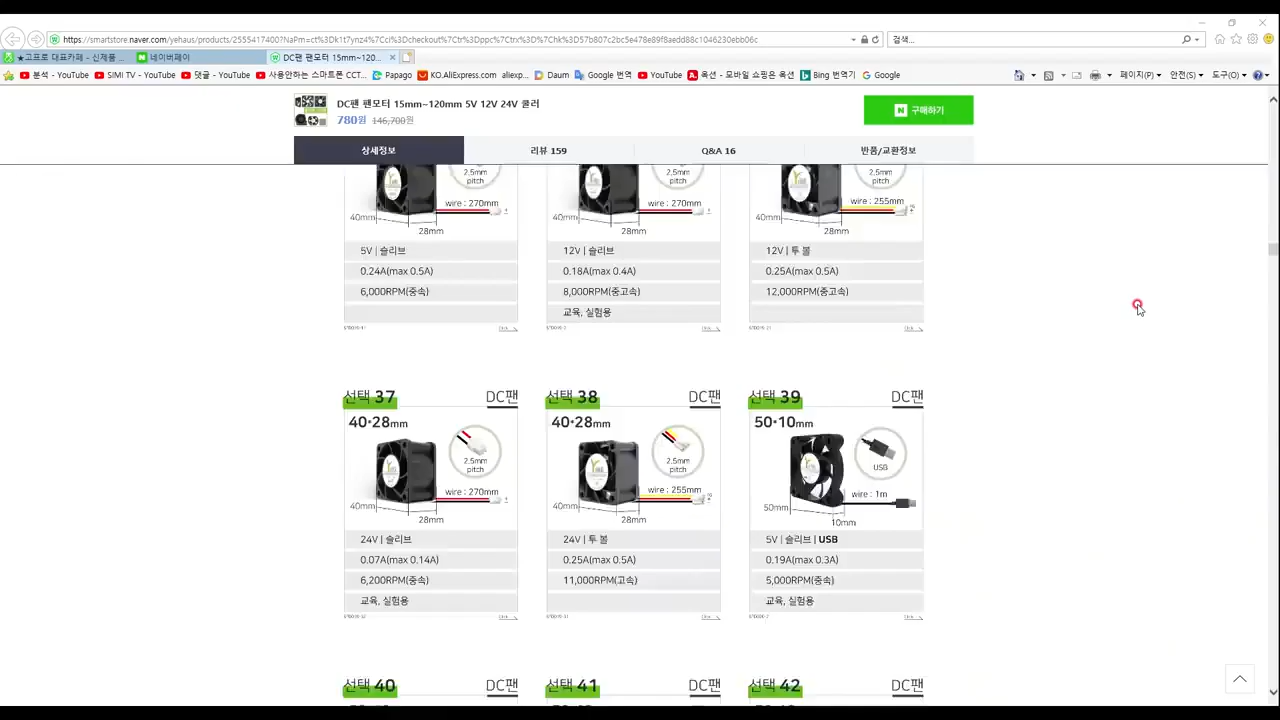 https://smartstore.naver.com/yehaus/products/2555417400?NaPm=ct%3Dk1t7ynz4%7Cci%3Dcheckout%7Ctr%3Dppc%7Ctrx%3D%7Chk%3D57b807c2bc5e478e89f8aedd88c1046230eb06c
검색...
★고프로 대표카페 - 신제품 ...
네이버페이
DC팬 팬모터 15mm~120...
분석 - YouTube
SIMI TV - YouTube
댓글 - YouTube
사용안하는 스마트폰 CCT...
Papago
KO.AliExpress.com
aliexp...
Daum
Google 번역
YouTube
옥션 - 모바일 쇼핑은 옥션
Bing 번역기
Google
페이지(P)
안전(S)
도구(O)
DC팬 팬모터 15mm~120mm 5V 12V 24V 쿨러
780원 146,700원
N 구매하기
상세정보
리뷰 159
Q&A 16
반품/교환정보
2.5mm pitch
wire : 270mm
40mm
28mm
5V | 슬리브
0.24A(max 0.5A)
6,000RPM(중속)
2.5mm pitch
wire : 270mm
40mm
28mm
12V | 슬리브
0.18A(max 0.4A)
8,000RPM(중고속)
교육, 실험용
2.5mm pitch
wire : 255mm
40mm
28mm
12V | 투 볼
0.25A(max 0.5A)
12,000RPM(중고속)
선택 37
DC팬
40*28mm
2.5mm
pitch
wire : 270mm
40mm
28mm
24V | 슬리브
0.07A(max 0.14A)
6,200RPM(중속)
교육, 실험용
선택 38
DC팬
40*28mm
2.5mm
pitch
wire : 255mm
40mm
28mm
24V | 투 볼
0.25A(max 0.5A)
11,000RPM(고속)
선택 39
DC팬
50*10mm
USB
wire : 1m
50mm
10mm
5V | 슬리브 | USB
0.19A(max 0.3A)
5,000RPM(중속)
교육, 실험용
선택 40
DC팬
선택 41
DC팬
선택 42
DC팬